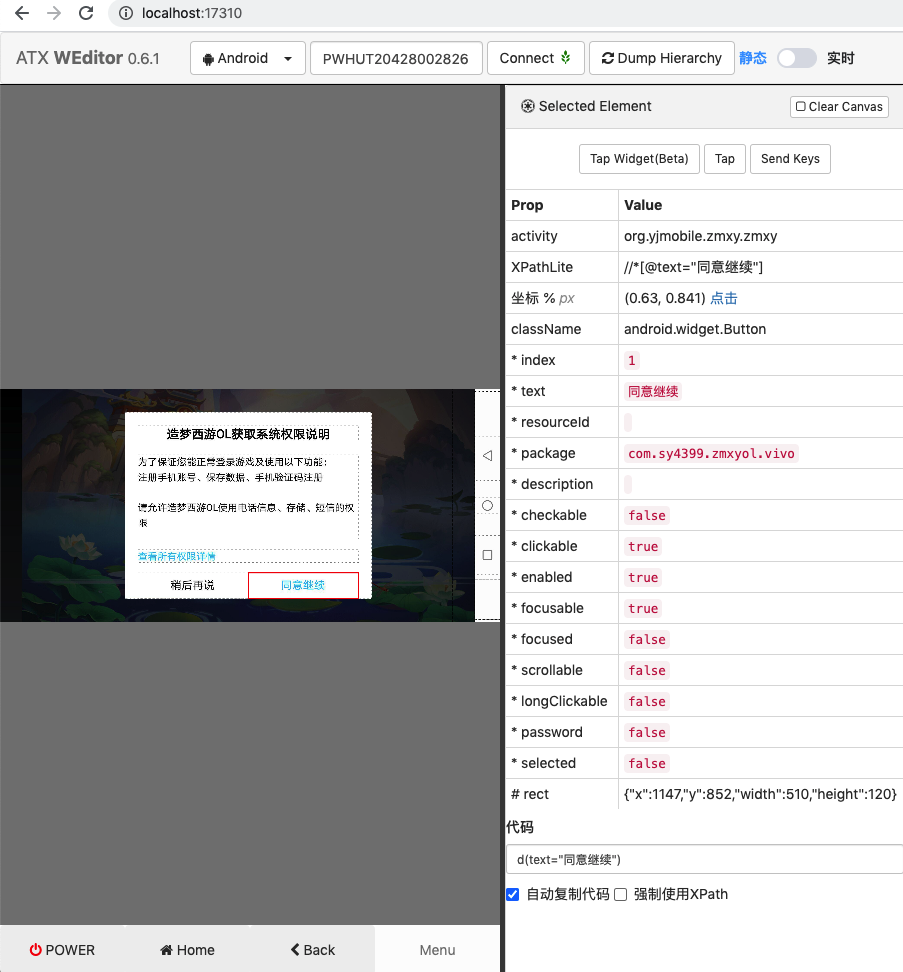 localhost:17310
ATX WEditor 0.6.1
Android
PWHUT20428002826
Connect
Dump Hierarchy
静态
实时
造梦西游OL获取系统权限说明
为了保证您能正常登录游戏及使用以下功能：
注册手机账号、保存数据、手机验证码注册
请允许造梦西游OL使用电话信息、存储、短信的权
限
查看所有权限详情
稍后再说 同意继续
POWER
Home
Back
Menu
Selected Element
Clear Canvas
Tap Widget(Beta) Tap Send Keys
Prop Value
activity org.yjmobile.zmxy.zmxy
XPathLite //*[@text="同意继续"]
坐标 % px (0.63, 0.841) 点击
className android.widget.Button
* index 1
* text 同意继续
* resourceId
* package com.sy4399.zmxyol.vivo
* description
* checkable false
* clickable true
* enabled true
* focusable true
* focused false
* scrollable false
* longClickable false
* password false
* selected false
# rect {"x":1147,"y":852,"width":510,"height":120}
代码
d(text="同意继续")
自动复制代码 强制使用XPath